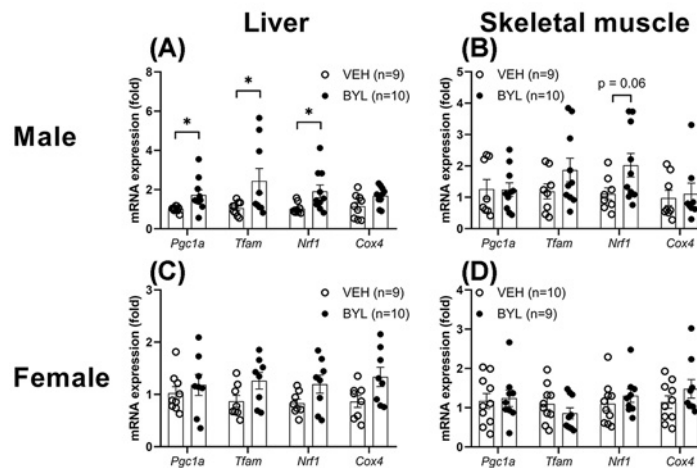 Liver
Skeletal muscle
Male
Female
(A)
mRNA expression (fold)
8
6
4
2
0
VEH (n=9)
BYL (n=10)
*
*
*
Pgc1a Tfam Nrf1 Cox4
(B)
mRNA expression (fold)
5
4
3
2
1
0
VEH (n=9)
BYL (n=10)
p = 0.06
Pgc1a Tfam Nrf1 Cox4
(C)
mRNA expression (fold)
3
2
1
0
VEH (n=9)
BYL (n=10)
Pgc1a Tfam Nrf1 Cox4
(D)
mRNA expression (fold)
4
3
2
1
0
VEH (n=10)
BYL (n=9)
Pgc1a Tfam Nrf1 Cox4